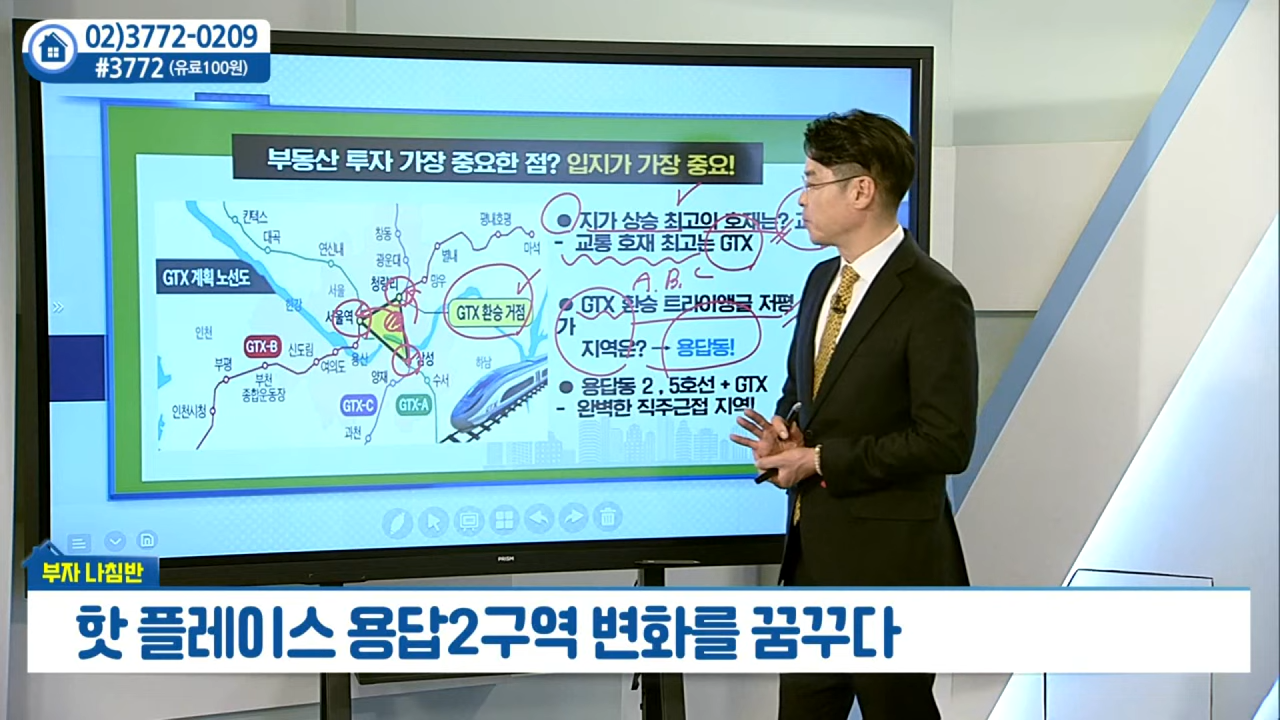 02)3772-0209
#3772 (유료100원)
부동산 투자 가장 중요한 점? 입지가 가장 중요!
GTX 계획 노선도
킨텍스
대곡
연신내
서울
한강
서울역
창동
광운대
청량리
망우
별내
평내호평
마석
GTX 환승 거점
인천
부평
GTX-B
부천
종합운동장
신도림
여의도
용산
인천시청
양재
삼성
수서
하남
GTX-C
GTX-A
과천
● 지가 상승 최고의 호재는?
- 교통 호재 최고는 GTX
A. B. C
● GTX 환승 트라이앵글 저평
가
지역은? → 용답동!
● 용답동 2 , 5호선 + GTX
- 완벽한 직주근접 지역!
PRISM
부자 나침반
핫 플레이스 용답2구역 변화를 꿈꾸다